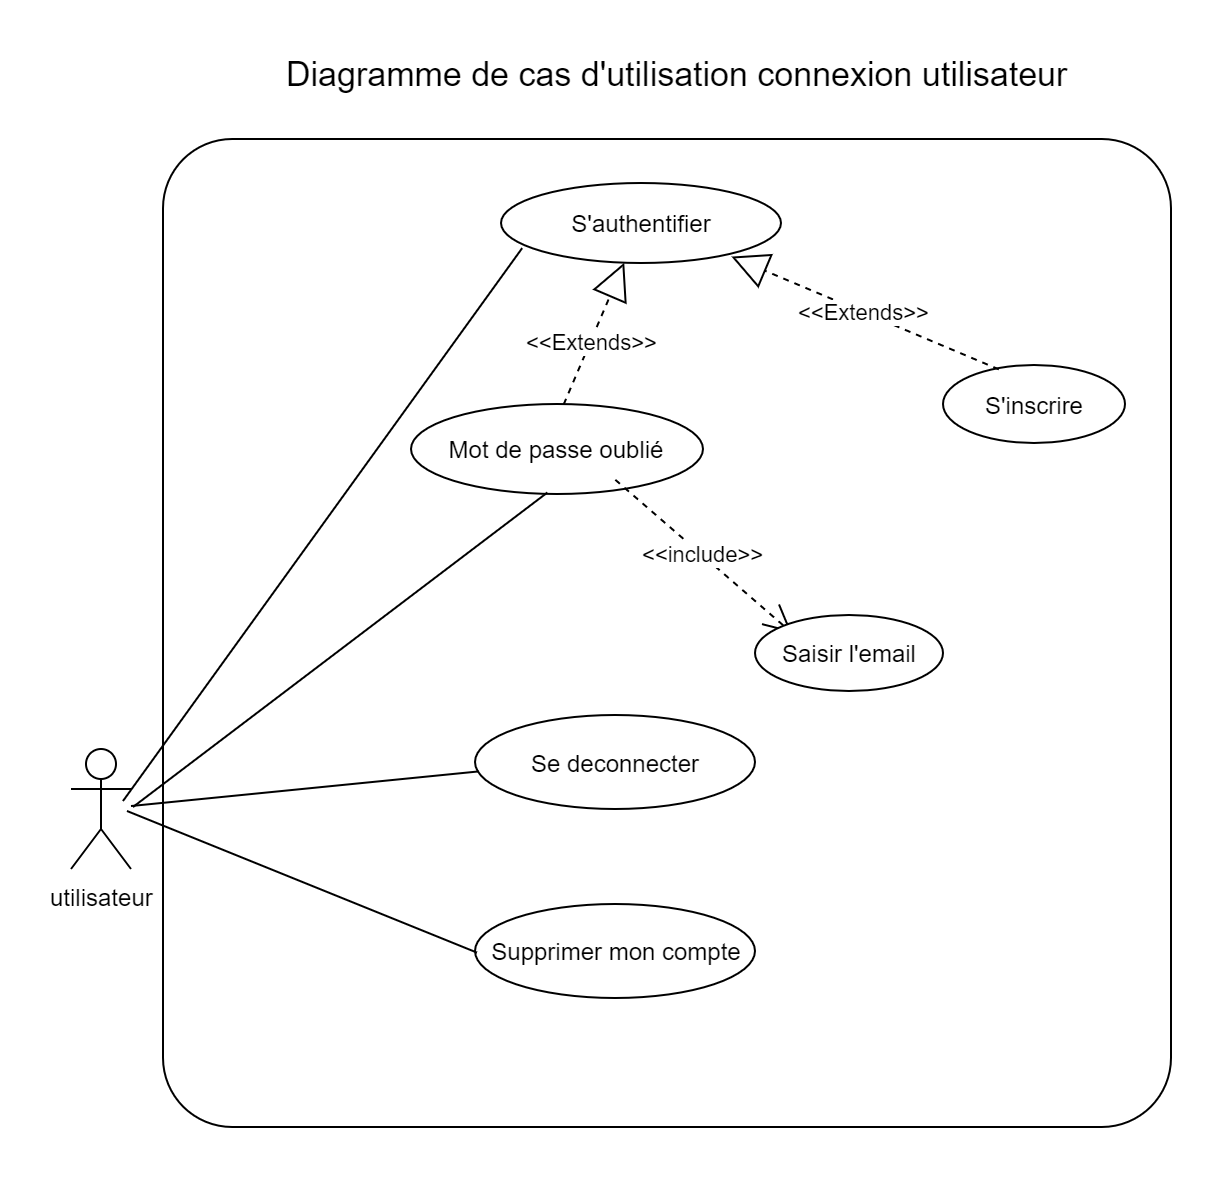 Diagramme de cas d'utilisation connexion utilisateur
S'authentifier
<<Extends>>
<<Extends>>
S'inscrire
Mot de passe oublié
<<include>>
Saisir l'email
Se deconnecter
utilisateur
Supprimer mon compte